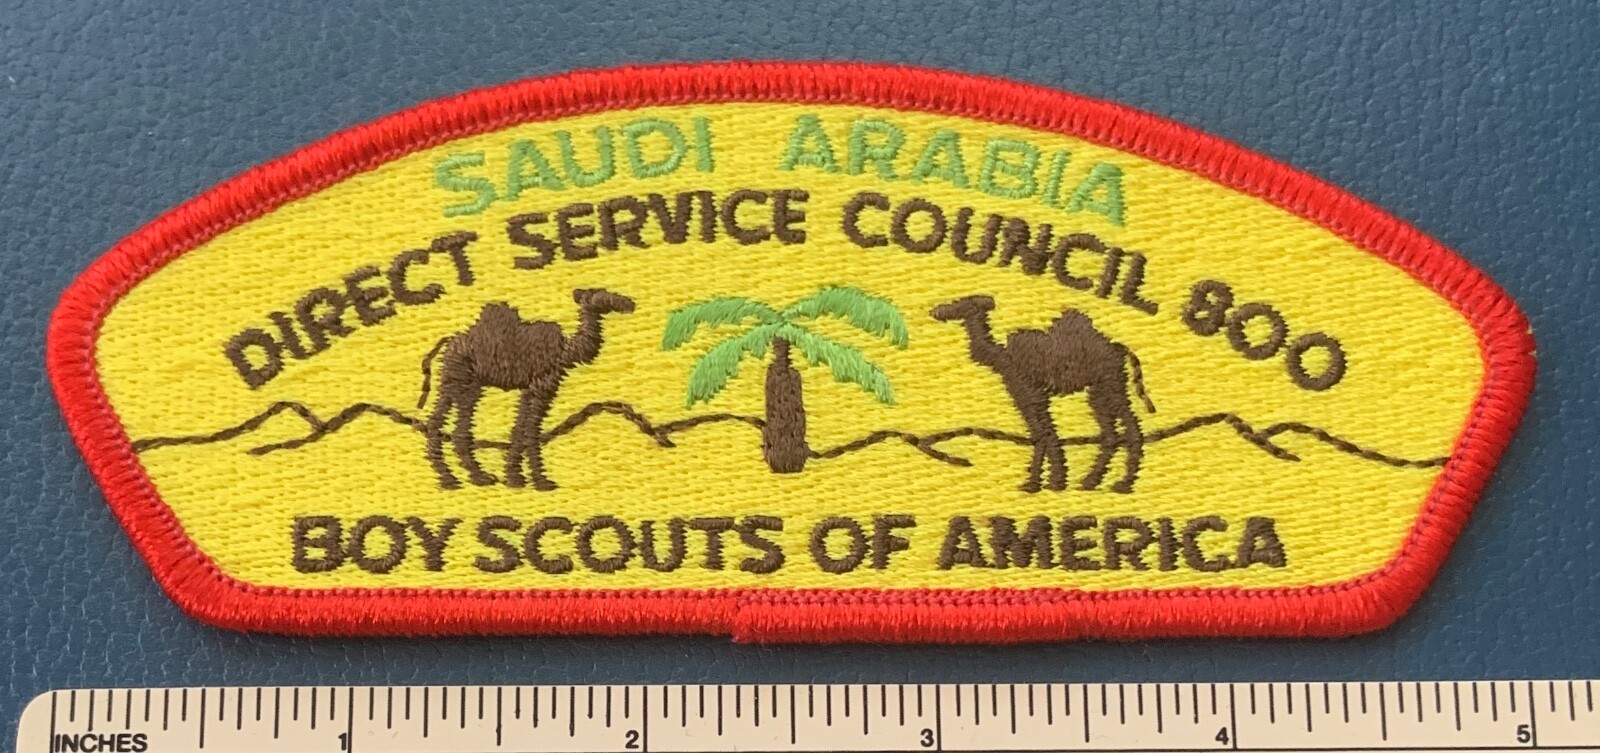 SAUDI ARABIA
DIRECT SERVICE COUNCIL 800
BOY SCOUTS OF AMERICA
INCHES 1 2 3 4 5